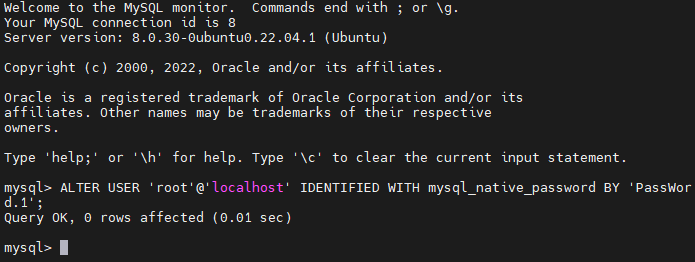 Welcome to the MySQL monitor.  Commands end with ; or \g.
Your MySQL connection id is 8
Server version: 8.0.30-0ubuntu0.22.04.1 (Ubuntu)
Copyright (c) 2000, 2022, Oracle and/or its affiliates.
Oracle is a registered trademark of Oracle Corporation and/or its
affiliates. Other names may be trademarks of their respective
owners.
Type 'help;' or '\h' for help. Type '\c' to clear the current input statement.
mysql> ALTER USER 'root'@'localhost' IDENTIFIED WITH mysql_native_password BY 'PassWor
d.1';
Query OK, 0 rows affected (0.01 sec)
mysql>